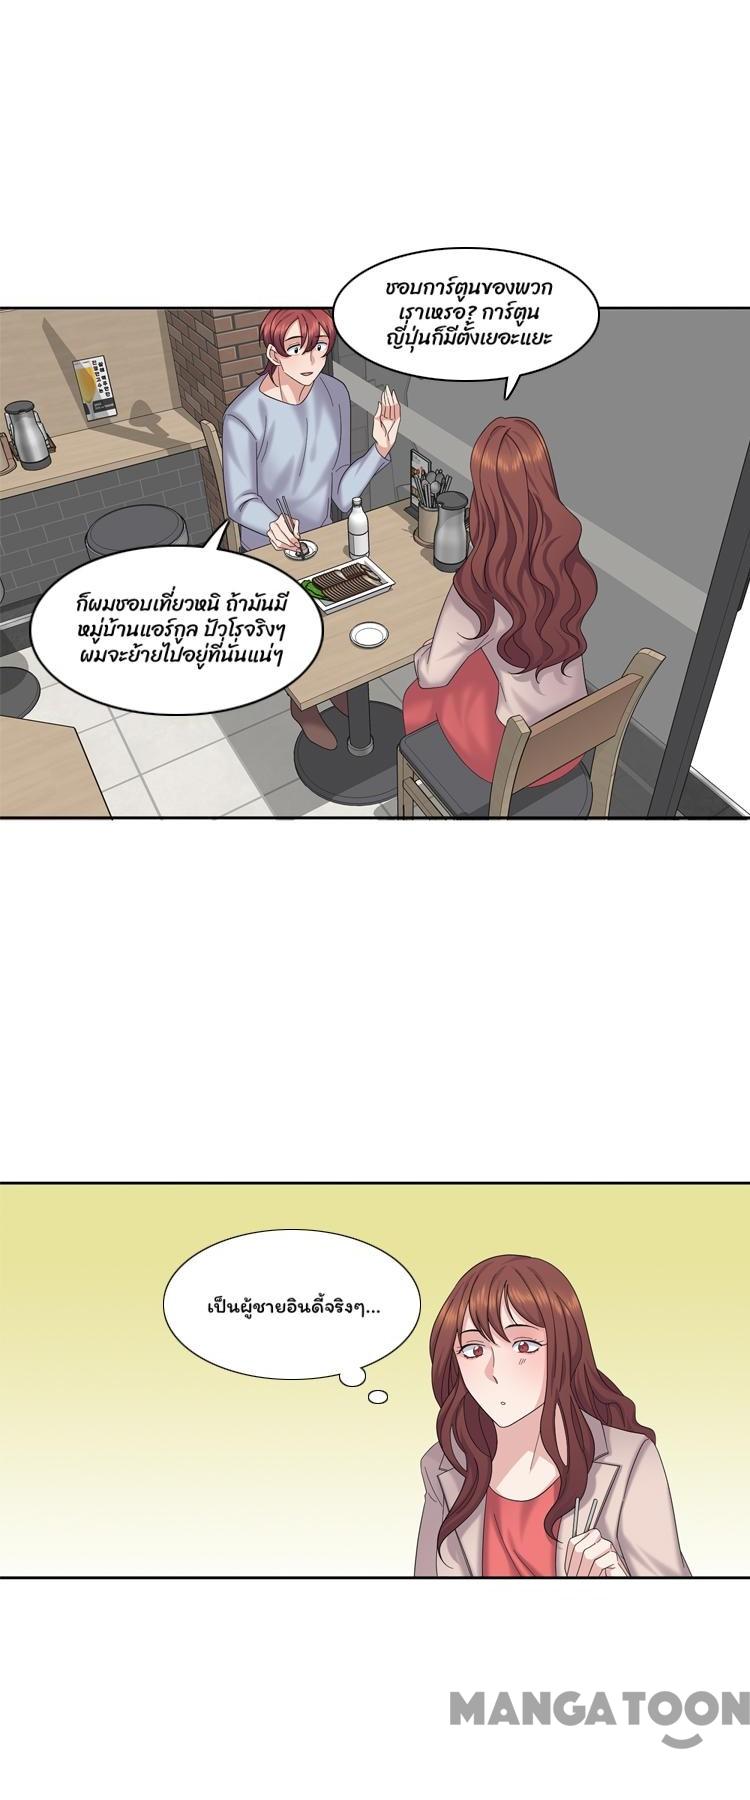 ชอบการ์ตูนของพวก
เราเหรอ? การ์ตูน
ญี่ปุ่นก็มีตั้งเยอะแยะ
ก็ผมชอบเที่ยวหนิ ถ้ามันมี
หมู่บ้านแอร์กูล ปัวโรจริงๆ
ผมจะย้ายไปอยู่ที่นั่นแน่ๆ
เป็นผู้ชายอินดี้จริงๆ...
MANGATOON